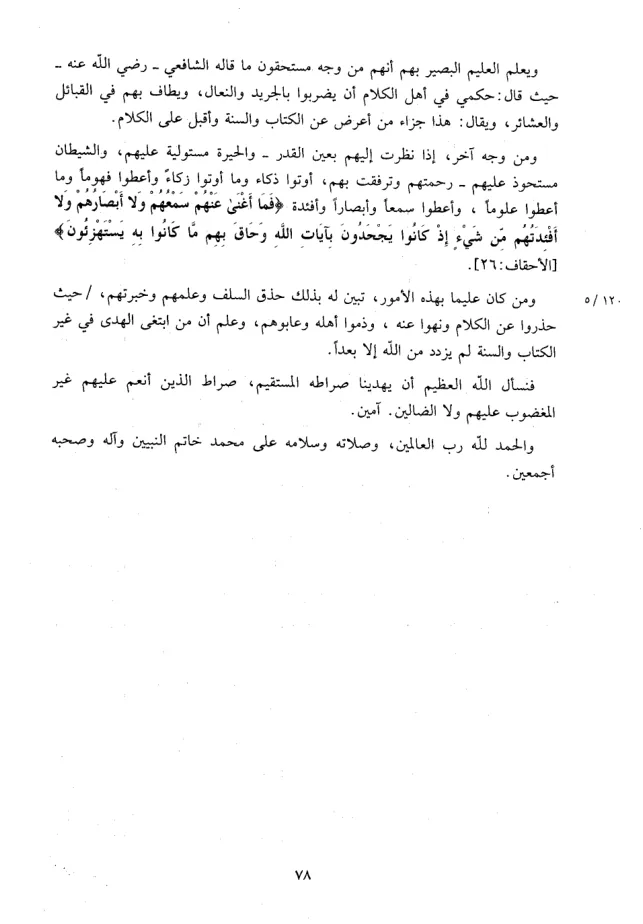 ويعلم العليم البصير بهم أنهم من وجه مستحقون ما قاله الشافعي ـ رضي اللّه عنه ـ
حيث قال: حكمي في أهل الكلام أن يضربوا بالجريد والنعال، ويطاف بهم في القبائل
والعشائر، ويقال: هذا جزاء من أعرض عن الكتاب والسنة وأقبل على الكلام.
ومن وجه آخر، إذا نظرت إليهم بعين القدر ـ والحيرة مستولية عليهم، والشيطان
مستحوذ عليهم ـ رحمتهم وترفقت بهم، أوتوا ذكاء وما أوتوا زكاءً وأعطوا فهوماً وما
أعطوا علوماً ، وأعطوا سمعاً وأبصاراً وأفئدة ﴿فَمَا أَغْنَىٰ عَنْهُمْ سَمْعُهُمْ وَلا أَبْصَارُهُمْ وَلا
أَفْئِدَتُهُم مِّن شَيْءٍ إِذْ كَانُوا يَجْحَدُونَ بِآيَاتِ اللَّهِ وَحَاقَ بِهِم مَّا كَانُوا بِهِ يَسْتَهْزِئُونَ﴾
[الأحقاف: ٢٦].
ومن كان عليما بهذه الأمور، تبين له بذلك حذق السلف وعلمهم وخبرتهم، /حيث
٥/١٢٠
حذروا عن الكلام ونهوا عنه ، وذموا أهله وعابوهم، وعلم أن من ابتغى الهدى في غير
الكتاب والسنة لم يزدد من اللّه إلا بعداً.
فنسأل اللّه العظيم أن يهدينا صراطه المستقيم، صراط الذين أنعم عليهم غير
المغضوب عليهم ولا الضالين. آمين.
والحمد للّه رب العالمين، وصلاته وسلامه على محمد خاتم النبيين وآله وصحبه
أجمعين.
٧٨